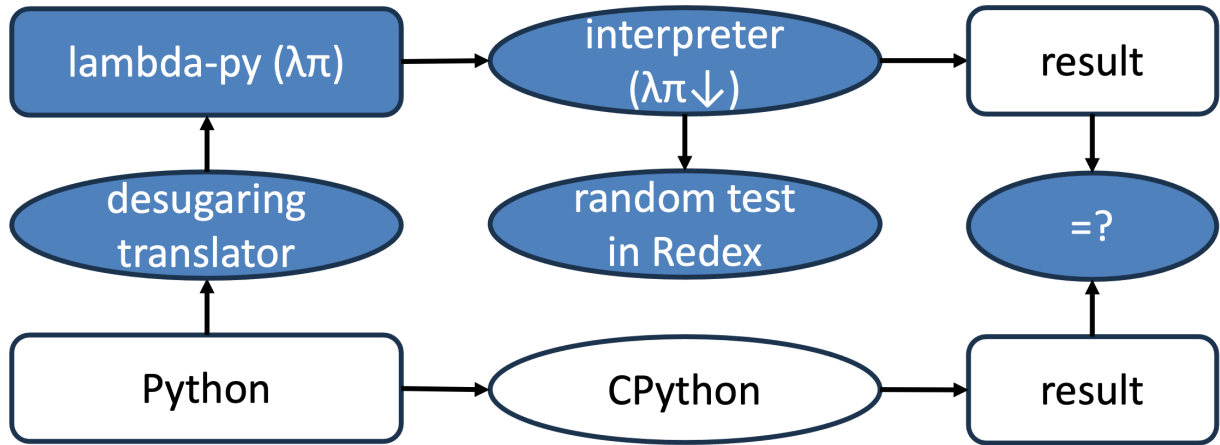 lambda-py (λπ)
interpreter
(λπ↓)
result
desugaring
translator
random test
in Redex
=?
Python
CPython
result